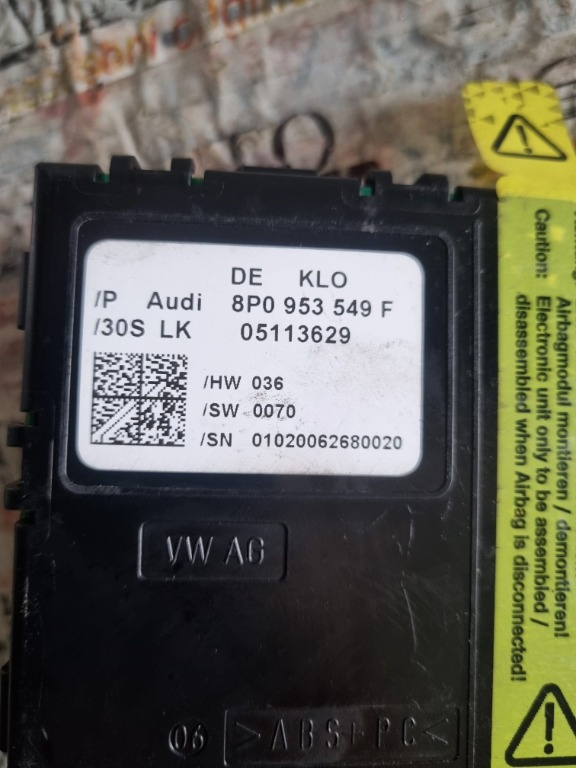 DE KLO
/P Audi 8P0 953 549 F
/30S LK 05113629
/HW 036
/SW 0070
/SN 01020062680020
VW AG
06
>ABS+PC<
Airbagmodul montieren / demontieren!
Caution: Electronic unit only to be assembled /
disassembled when Airbag is disconnected!